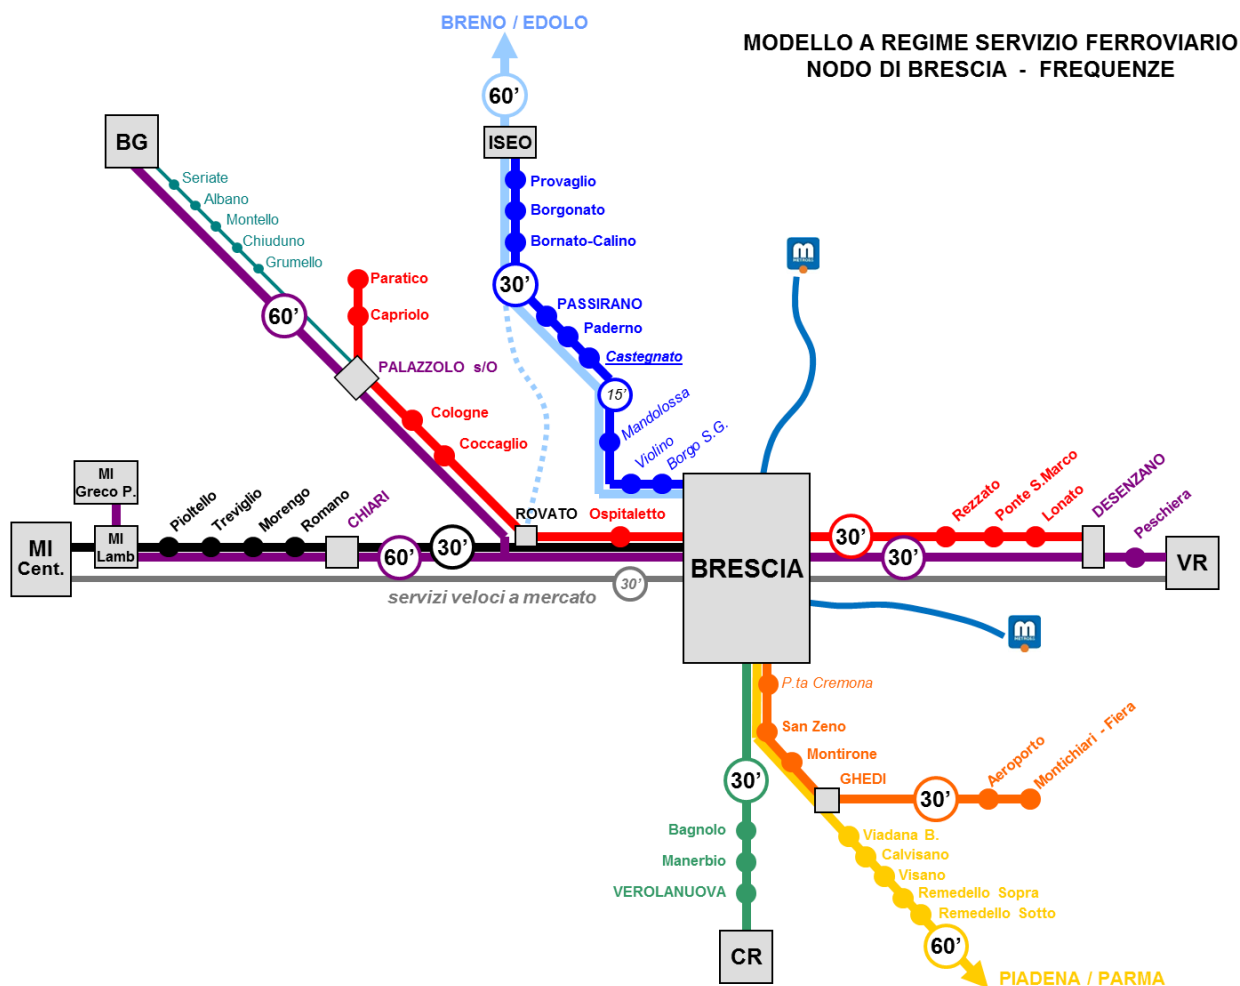 BRENO / EDOLO
MODELLO A REGIME SERVIZIO FERROVIARIO
NODO DI BRESCIA - FREQUENZE
60’
BG
ISEO
Seriate
Albano
Montello
Chiuduno
Grumello
Provaglio
Borgonato
Bornato-Calino
30’
PASSIRANO
Paderno
Castegnato
15’
Mandolossa
Violino
Borgo S.G.
60’
Paratico
Capriolo
PALAZZOLO s/O
Cologne
Coccaglio
MI
Greco P.
MI
Lamb
MI
Cent.
Pioltello
Treviglio
Morengo
Romano
CHIARI
60’
30’
ROVATO
Ospitaletto
servizi veloci a mercato
30’
BRESCIA
30’
30’
Rezzato
Ponte S.Marco
Lonato
DESENZANO
Peschiera
VR
m
METROBS
m
METROBS
P.ta Cremona
San Zeno
Montirone
GHEDI
30’
Aeroporto
Montichiari - Fiera
30’
Bagnolo
Manerbio
VEROLANUOVA
CR
Viadana B.
Calvisano
Visano
Remedello Sopra
Remedello Sotto
60’
PIADENA / PARMA